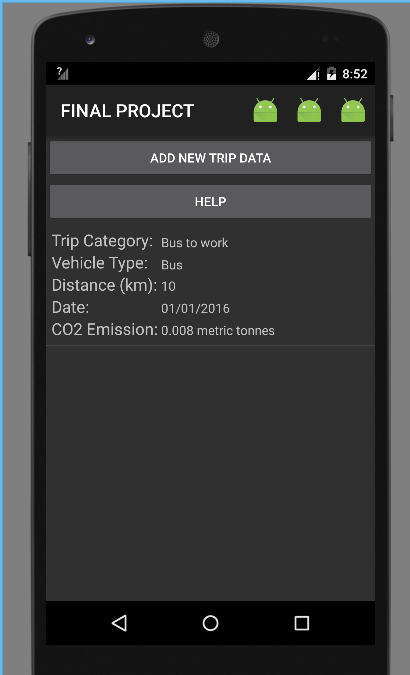 8:52
FINAL PROJECT
ADD NEW TRIP DATA
HELP
Trip Category: Bus to work
Vehicle Type: Bus
Distance (km): 10
Date: 01/01/2016
CO2 Emission: 0.008 metric tonnes